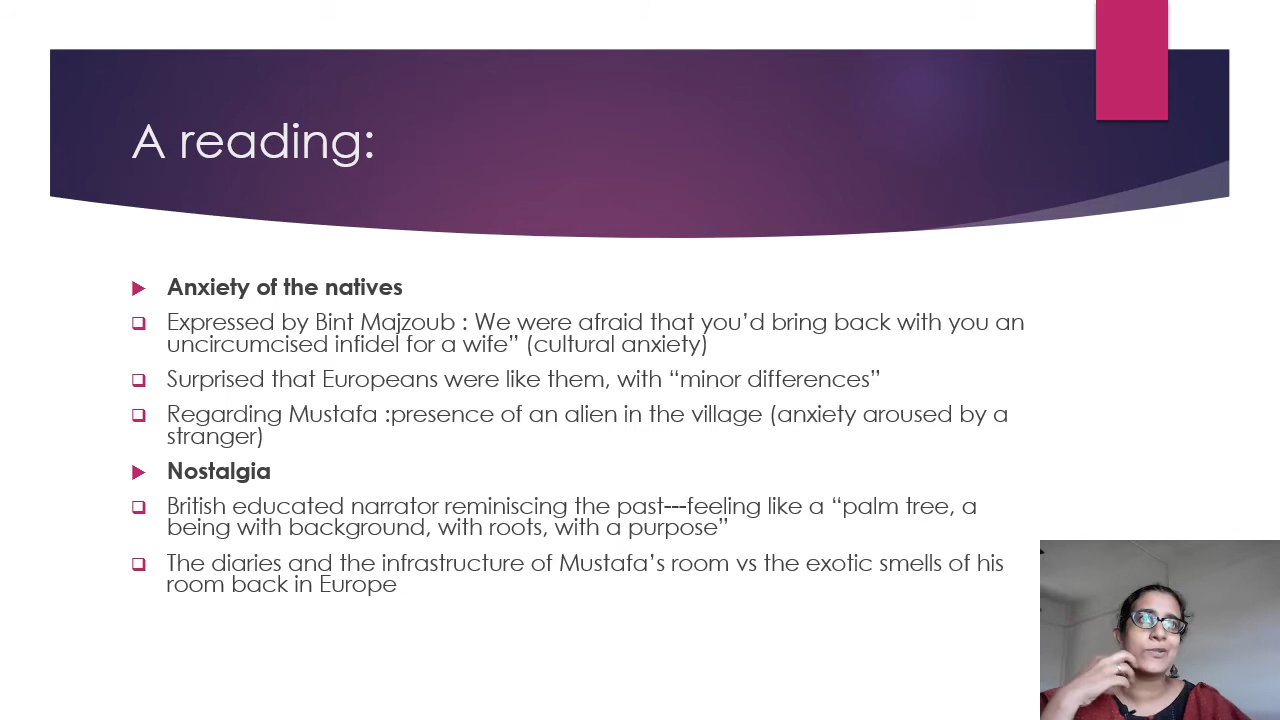 A reading:
Anxiety of the natives
Expressed by Bint Majzoub : We were afraid that you’d bring back with you an
uncircumcised infidel for a wife” (cultural anxiety)
Surprised that Europeans were like them, with “minor differences”
Regarding Mustafa :presence of an alien in the village (anxiety aroused by a
stranger)
Nostalgia
British educated narrator reminiscing the past---feeling like a “palm tree, a
being with background, with roots, with a purpose”
The diaries and the infrastructure of Mustafa’s room vs the exotic smells of his
room back in Europe